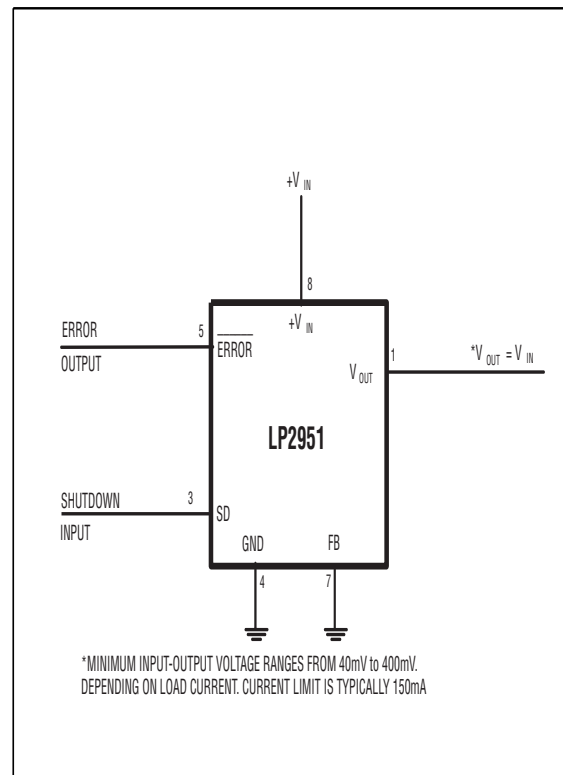 +V IN
8
+V IN
ERROR
OUTPUT
5
ERROR
1
V OUT
*V OUT = V IN
LP2951
SHUTDOWN
INPUT
3
SD
GND
FB
4
7
*MINIMUM INPUT-OUTPUT VOLTAGE RANGES FROM 40mV to 400mV.
DEPENDING ON LOAD CURRENT. CURRENT LIMIT IS TYPICALLY 150mA